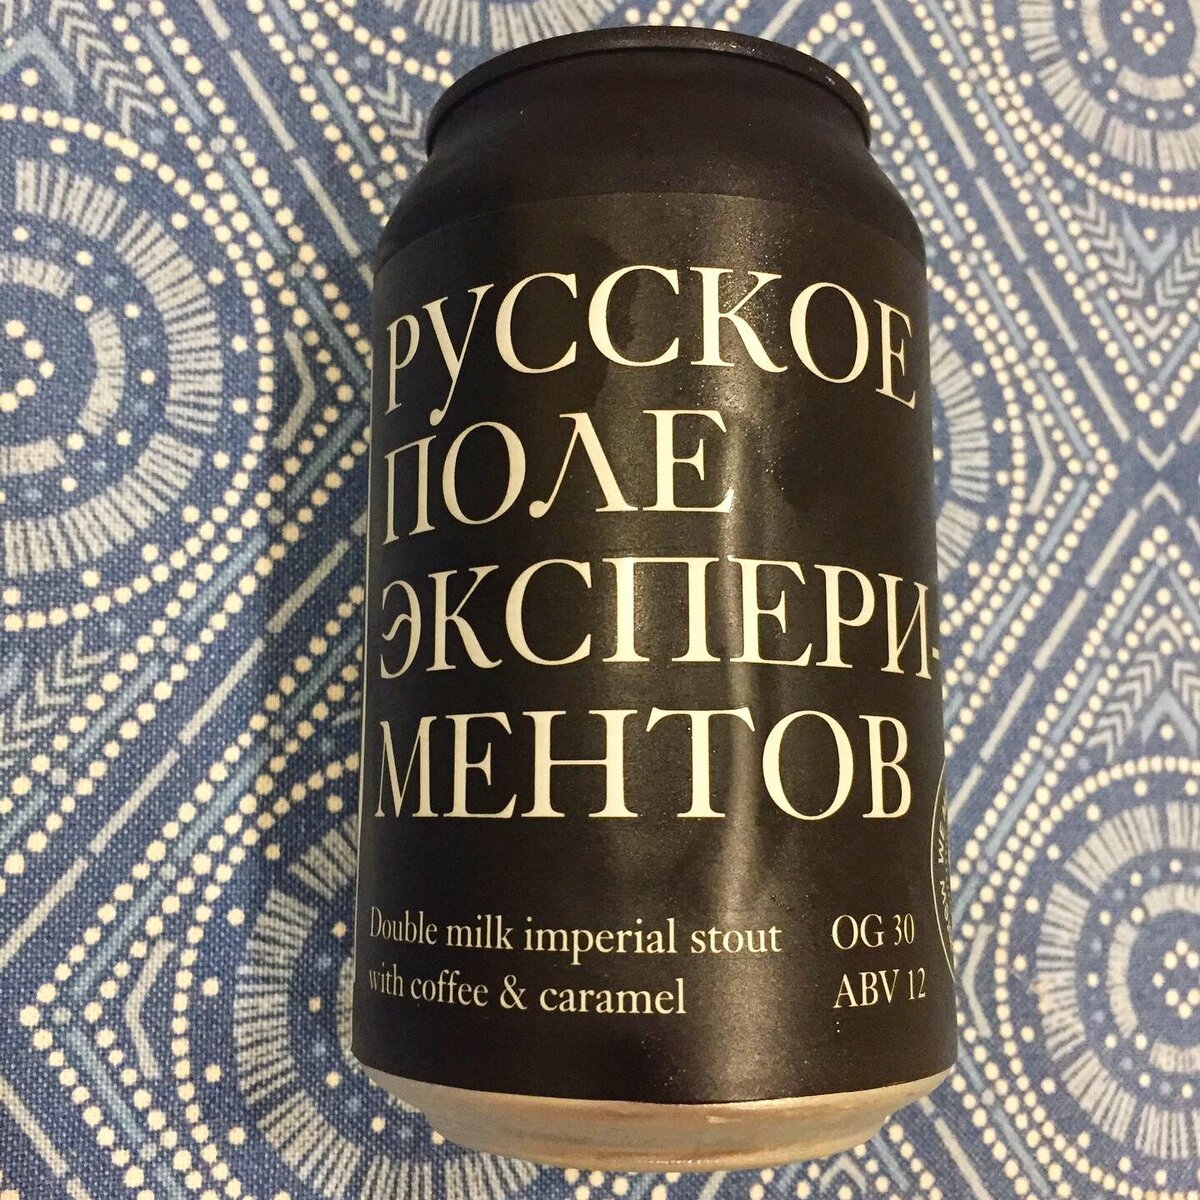 РУССКОЕ
ПОЛЕ
ЭКСПЕРИ-
МЕНТОВ
Double milk imperial stout
with coffee & caramel
OG 30
ABV 12